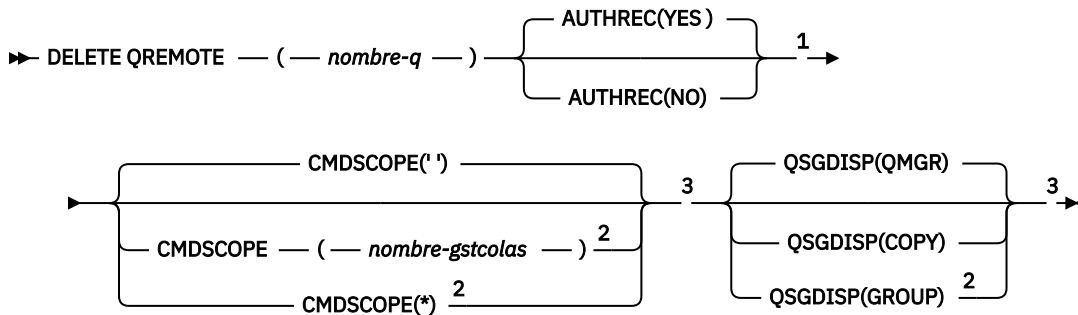 AUTHREC(YES )
DELETE QREMOTE ( nombre-q ) 1
AUTHREC(NO)
CMDSCOPE(' ') QSGDISP(QMGR)
3 3
CMDSCOPE ( nombre-gstcolas ) 2 QSGDISP(COPY)
CMDSCOPE(*) 2 QSGDISP(GROUP) 2